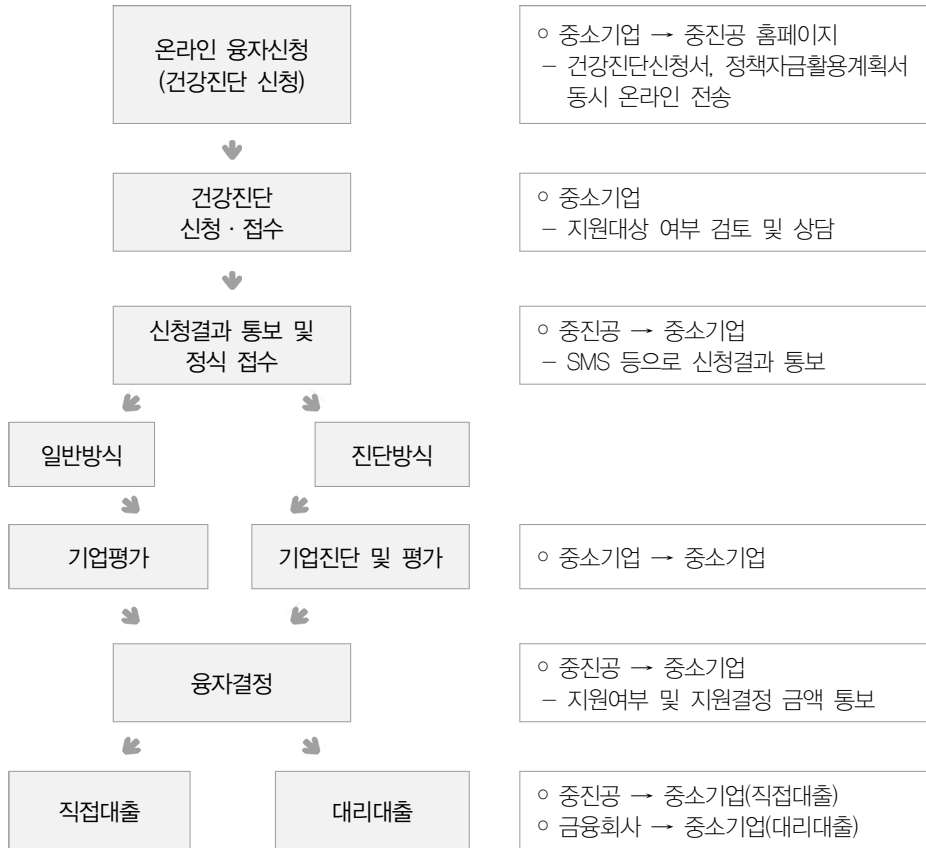 온라인 융자신청
(건강진단 신청)
○ 중소기업 → 중진공 홈페이지
- 건강진단신청서, 정책자금활용계획서
동시 온라인 전송
건강진단
신청 · 접수
○ 중소기업
- 지원대상 여부 검토 및 상담
신청결과 통보 및
정식 접수
○ 중진공 → 중소기업
- SMS 등으로 신청결과 통보
일반방식
진단방식
기업평가
기업진단 및 평가
○ 중소기업 → 중소기업
융자결정
○ 중진공 → 중소기업
- 지원여부 및 지원결정 금액 통보
직접대출
대리대출
○ 중진공 → 중소기업(직접대출)
○ 금융회사 → 중소기업(대리대출)